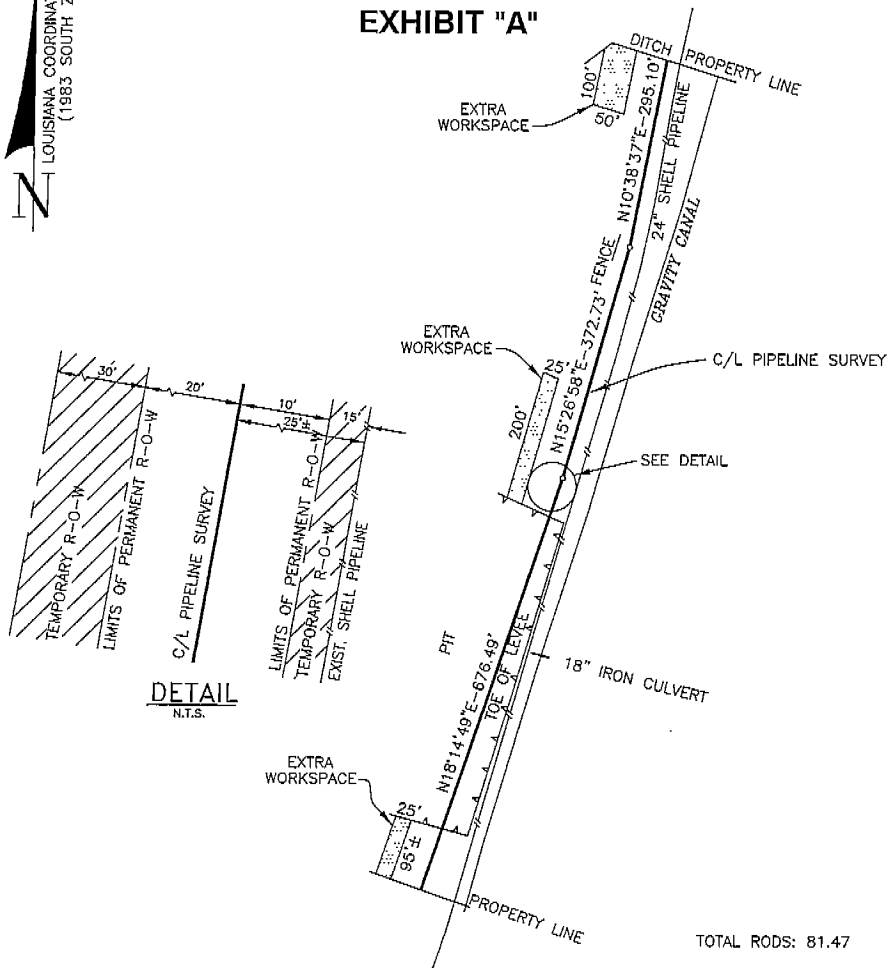 EXHIBIT "A"
LOUISIANA COORDINAT
(1983 SOUTH Z
N
DITCH
PROPERTY LINE
100'
50'
EXTRA
WORKSPACE
N10°38'37"E-295.10'
24" SHELL PIPELINE
GRAVITY CANAL
FENCE
EXTRA
WORKSPACE
25'
200'
N15°26'58"E-372.73'
C/L PIPELINE SURVEY
SEE DETAIL
30'
20'
10'
25'±
15'
TEMPORARY R-O-W
LIMITS OF PERMANENT R-O-W
C/L PIPELINE SURVEY
LIMITS OF PERMANENT R-O-W
TEMPORARY R-O-W
EXIST. SHELL PIPELINE
DETAIL
N.T.S.
PIT
N18°14'49"E-676.49'
TOE OF LEVEE
18" IRON CULVERT
EXTRA
WORKSPACE
25'
95'±
PROPERTY LINE
TOTAL RODS: 81.47